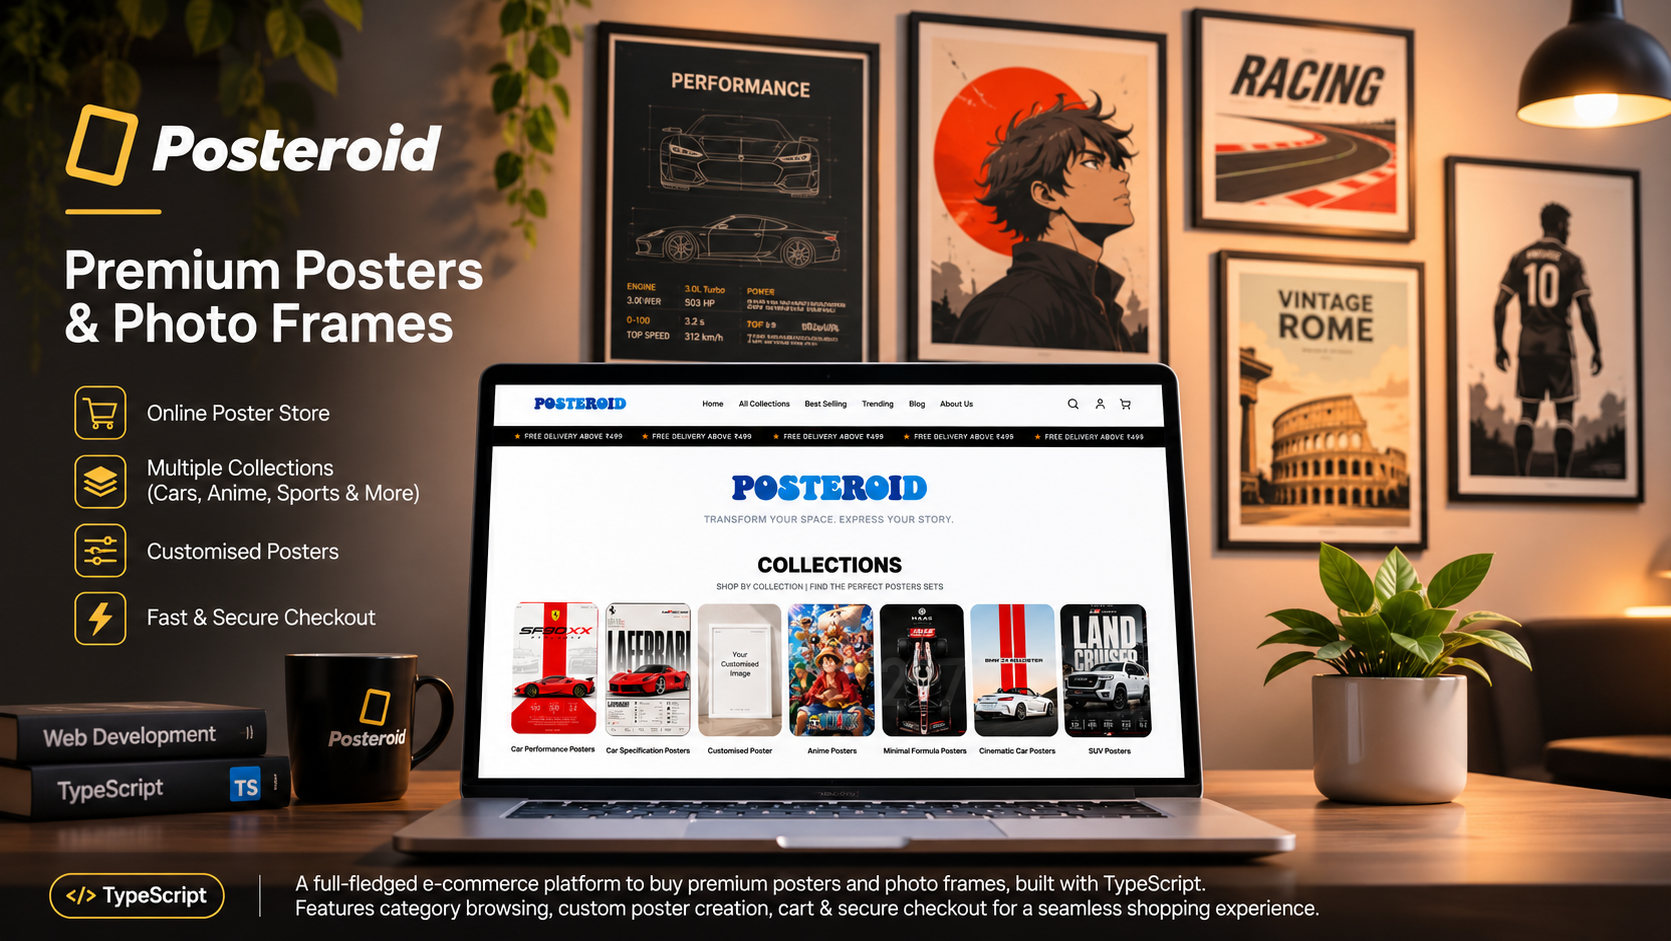 Posteroid
Premium Posters
& Photo Frames
Online Poster Store
Multiple Collections
(Cars, Anime, Sports & More)
Customised Posters
Fast & Secure Checkout
PERFORMANCE
ENGINE 3.0L Turbo POWER
S03 HP
0-100 3.2 s
TOP SPEED 312 km/h
RACING
VINTAGE
ROME
10
POSTEROID
Home All Collections Best Selling Trending Blog About Us
★ FREE DELIVERY ABOVE ₹499 ★ FREE DELIVERY ABOVE ₹499 ★ FREE DELIVERY ABOVE ₹499 ★ FREE DELIVERY ABOVE ₹499 ★ FREE DELIVERY ABOVE ₹499
POSTEROID
TRANSFORM YOUR SPACE. EXPRESS YOUR STORY.
COLLECTIONS
SHOP BY COLLECTION | FIND THE PERFECT POSTERS SETS
SF90XX
LAFERRARI
Your
Customised
Image
HAAS
BMW Z4 ROADSTER
LAND
CRUISER
Car Performance Posters
Car Specification Posters
Customised Poster
Anime Posters
Minimal Formula Posters
Cinematic Car Posters
SUV Posters
Web Development
TypeScript TS
Posteroid
</> TypeScript
A full-fledged e-commerce platform to buy premium posters and photo frames, built with TypeScript.
Features category browsing, custom poster creation, cart & secure checkout for a seamless shopping experience.